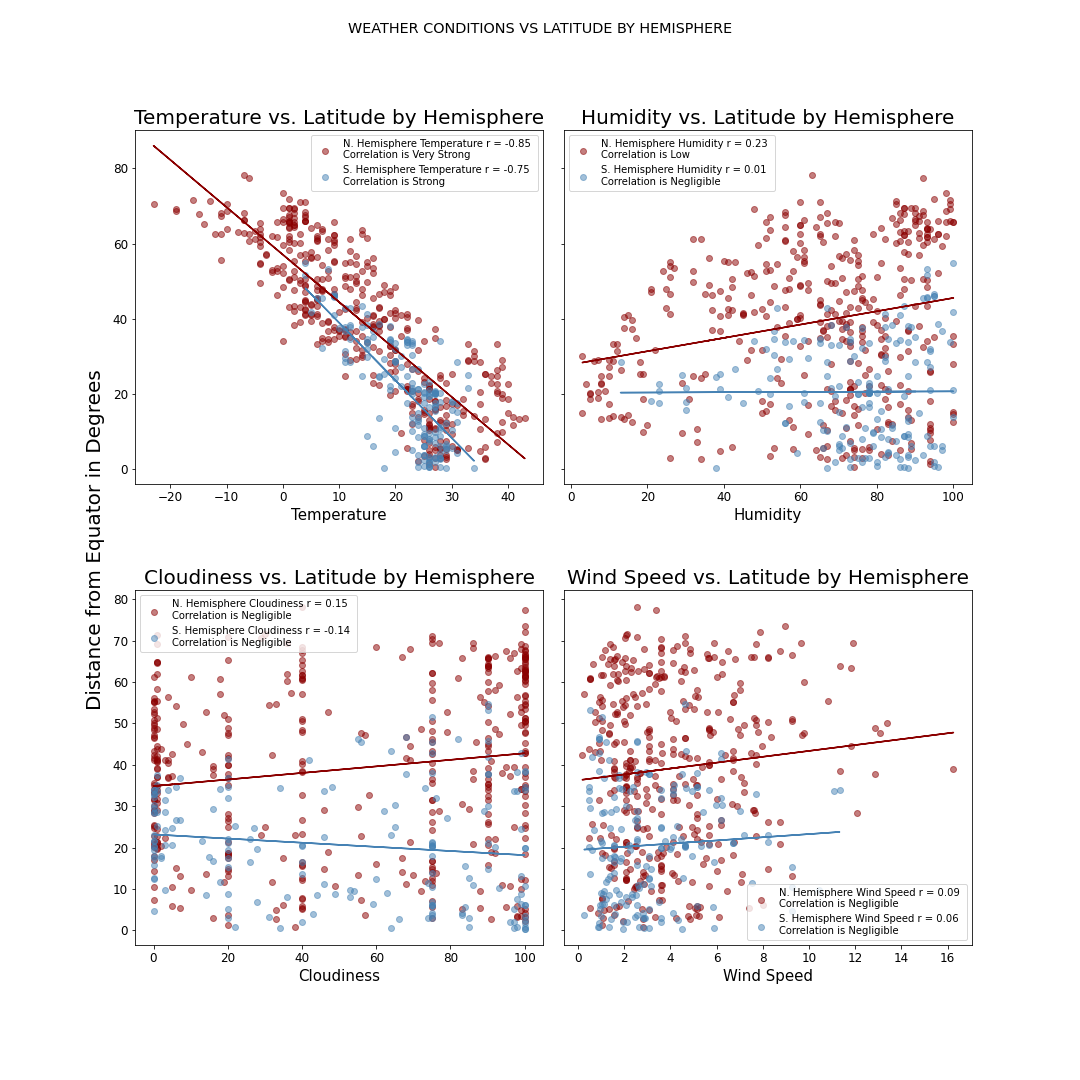 WEATHER CONDITIONS VS LATITUDE BY HEMISPHERE
Distance from Equator in Degrees
Temperature vs. Latitude by Hemisphere
N. Hemisphere Temperature r = -0.85
Correlation is Very Strong
S. Hemisphere Temperature r = -0.75
Correlation is Strong
80
60
40
20
0
−20 −10 0 10 20 30 40
Temperature
Humidity vs. Latitude by Hemisphere
N. Hemisphere Humidity r = 0.23
Correlation is Low
S. Hemisphere Humidity r = 0.01
Correlation is Negligible
0 20 40 60 80 100
Humidity
Cloudiness vs. Latitude by Hemisphere
N. Hemisphere Cloudiness r = 0.15
Correlation is Negligible
S. Hemisphere Cloudiness r = -0.14
Correlation is Negligible
80
70
60
50
40
30
20
10
0
0 20 40 60 80 100
Cloudiness
Wind Speed vs. Latitude by Hemisphere
N. Hemisphere Wind Speed r = 0.09
Correlation is Negligible
S. Hemisphere Wind Speed r = 0.06
Correlation is Negligible
0 2 4 6 8 10 12 14 16
Wind Speed